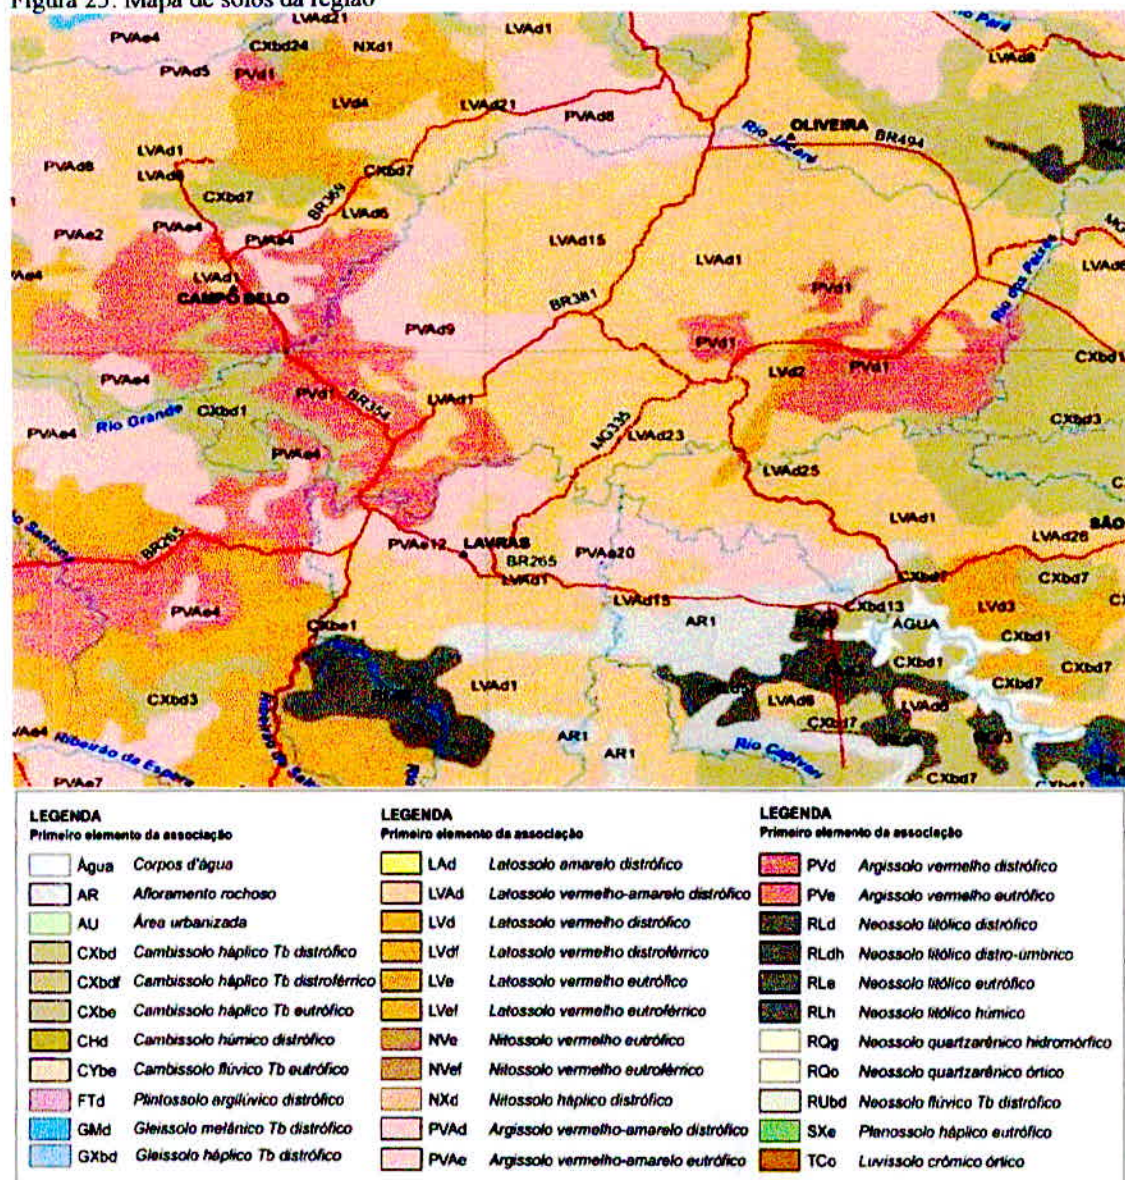 Figura 25: Mapa de solos da região
LVAd21
LVAd1
PVAe4
CXbd24
NXd1
LVAd8
PVAd5
PVd1
LVd4
LVAd21
PVAd8
OLIVEIRA
Rio Jacaré
BR494
LVAd1
PVAd8
CXbd7
CXbd7
BR369
LVAd6
PVAe2
PVAe4
PVAe4
LVAd15
LVAd1
Rio dos Peixes
LVAd1
CAMPO BELO
BR381
PVd1
PVAd9
PVd1
PVd1
LVd2
PVAe4
PVd1
LVAd1
BR354
Rio Grande
CXbd1
CXbd3
PVAe4
PVAe4
MG335
LVAd23
LVAd25
LVAd1
SÃO
BR265
LVAd26
PVAe12
LAVRAS
BR265
PVAe20
LVAd1
CXbd7
CXbd7
PVAe4
LVAd15
CXbd13
LVd3
CXbe1
AR1
ÁGUA
CXbd1
CXbd1
CXbd7
CXbd3
LVAd1
LVAd6
CXbd7
CXbd7
AR1
AR1
Rio Capivari
Ribeirão da Espera
PVAe7
CXbd7
LEGENDA
Primeiro elemento da associação
Água Corpos d'água
AR Afloramento rochoso
AU Área urbanizada
CXbd Cambissolo háplico Tb distrófico
CXbdf Cambissolo háplico Tb distroférrico
CXbe Cambissolo háplico Tb eutrófico
CHd Cambissolo húmico distrófico
CYbe Cambissolo flúvico Tb eutrófico
FTd Plintossolo argilúvico distrófico
GMd Gleissolo melânico Tb distrófico
GXbd Gleissolo háplico Tb distrófico
LEGENDA
Primeiro elemento da associação
LAd Latossolo amarelo distrófico
LVAd Latossolo vermelho-amarelo distrófico
LVd Latossolo vermelho distrófico
LVdf Latossolo vermelho distroférrico
LVe Latossolo vermelho eutrófico
LVef Latossolo vermelho eutroférrico
NVe Nitossolo vermelho eutrófico
NVef Nitossolo vermelho eutroférrico
NXd Nitossolo háplico distrófico
PVAd Argissolo vermelho-amarelo distrófico
PVAe Argissolo vermelho-amarelo eutrófico
LEGENDA
Primeiro elemento da associação
PVd Argissolo vermelho distrófico
PVe Argissolo vermelho eutrófico
RLd Neossolo litólico distrófico
RLdh Neossolo litólico distro-úmbrico
RLe Neossolo litólico eutrófico
RLh Neossolo litólico húmico
RQg Neossolo quartzarênico hidromórfico
RQo Neossolo quartzarênico órtico
RUbd Neossolo flúvico Tb distrófico
SXe Planossolo háplico eutrófico
TCo Luvissolo crômico órtico